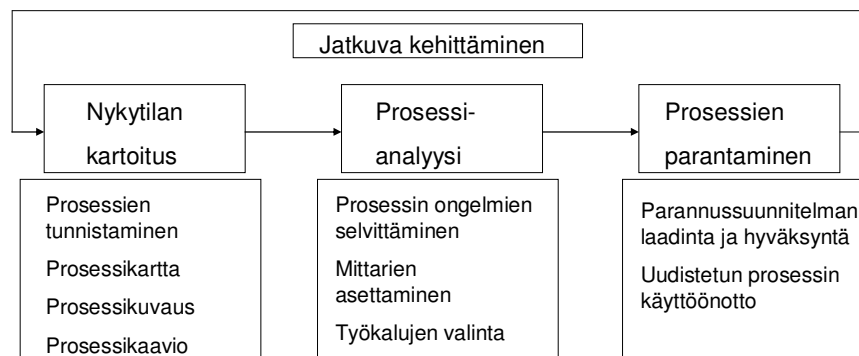 Jatkuva kehittäminen
Nykytilan
kartoitus
Prosessi-
analyysi
Prosessien
parantaminen
Prosessien
tunnistaminen
Prosessikartta
Prosessikuvaus
Prosessikaavio
Prosessin ongelmien
selvittäminen
Mittarien
asettaminen
Työkalujen valinta
Parannussuunnitelman
laadinta ja hyväksyntä
Uudistetun prosessin
käyttöönotto